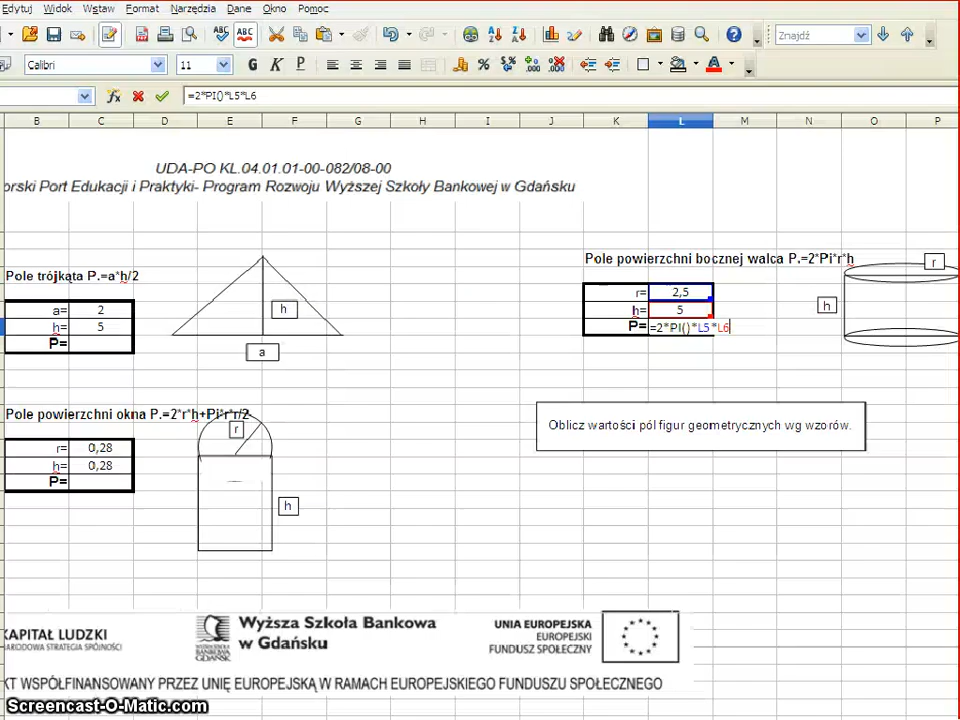 Edytuj Widok Wstaw Format Narzędzia Dane Okno Pomoc
Znajdź
Calibri 11
=2*PI()*L5*L6
B C D E F G H I J K L M N O P
UDA-PO KL.04.01.01-00-082/08-00
orski Port Edukacji i Praktyki- Program Rozwoju Wyższej Szkoły Bankowej w Gdańsku
Pole powierzchni bocznej walca P.=2*Pi*r*h
r
Pole trójkąta P.=a*h/2
r= 2,5
h
a= 2
h
h= 5
h= 5
P= =2*PI()*L5*L6
P=
a
Pole powierzchni okna P.=2*r*h+Pi*r*r/2
r
Oblicz wartości pól figur geometrycznych wg wzorów.
r= 0,28
h= 0,28
P=
h
KAPITAŁ LUDZKI
NARODOWA STRATEGIA SPÓJNOŚCI
Wyższa Szkoła Bankowa
w Gdańsku
WYŻSZA SZKOŁA
BANKOWA
GDAŃSK
UNIA EUROPEJSKA
EUROPEJSKI
FUNDUSZ SPOŁECZNY
KT WSPÓŁFINANSOWANY PRZEZ UNIĘ EUROPEJSKĄ W RAMACH EUROPEJSKIEGO FUNDUSZU SPOŁECZNEGO
Screencast-O-Matic.com